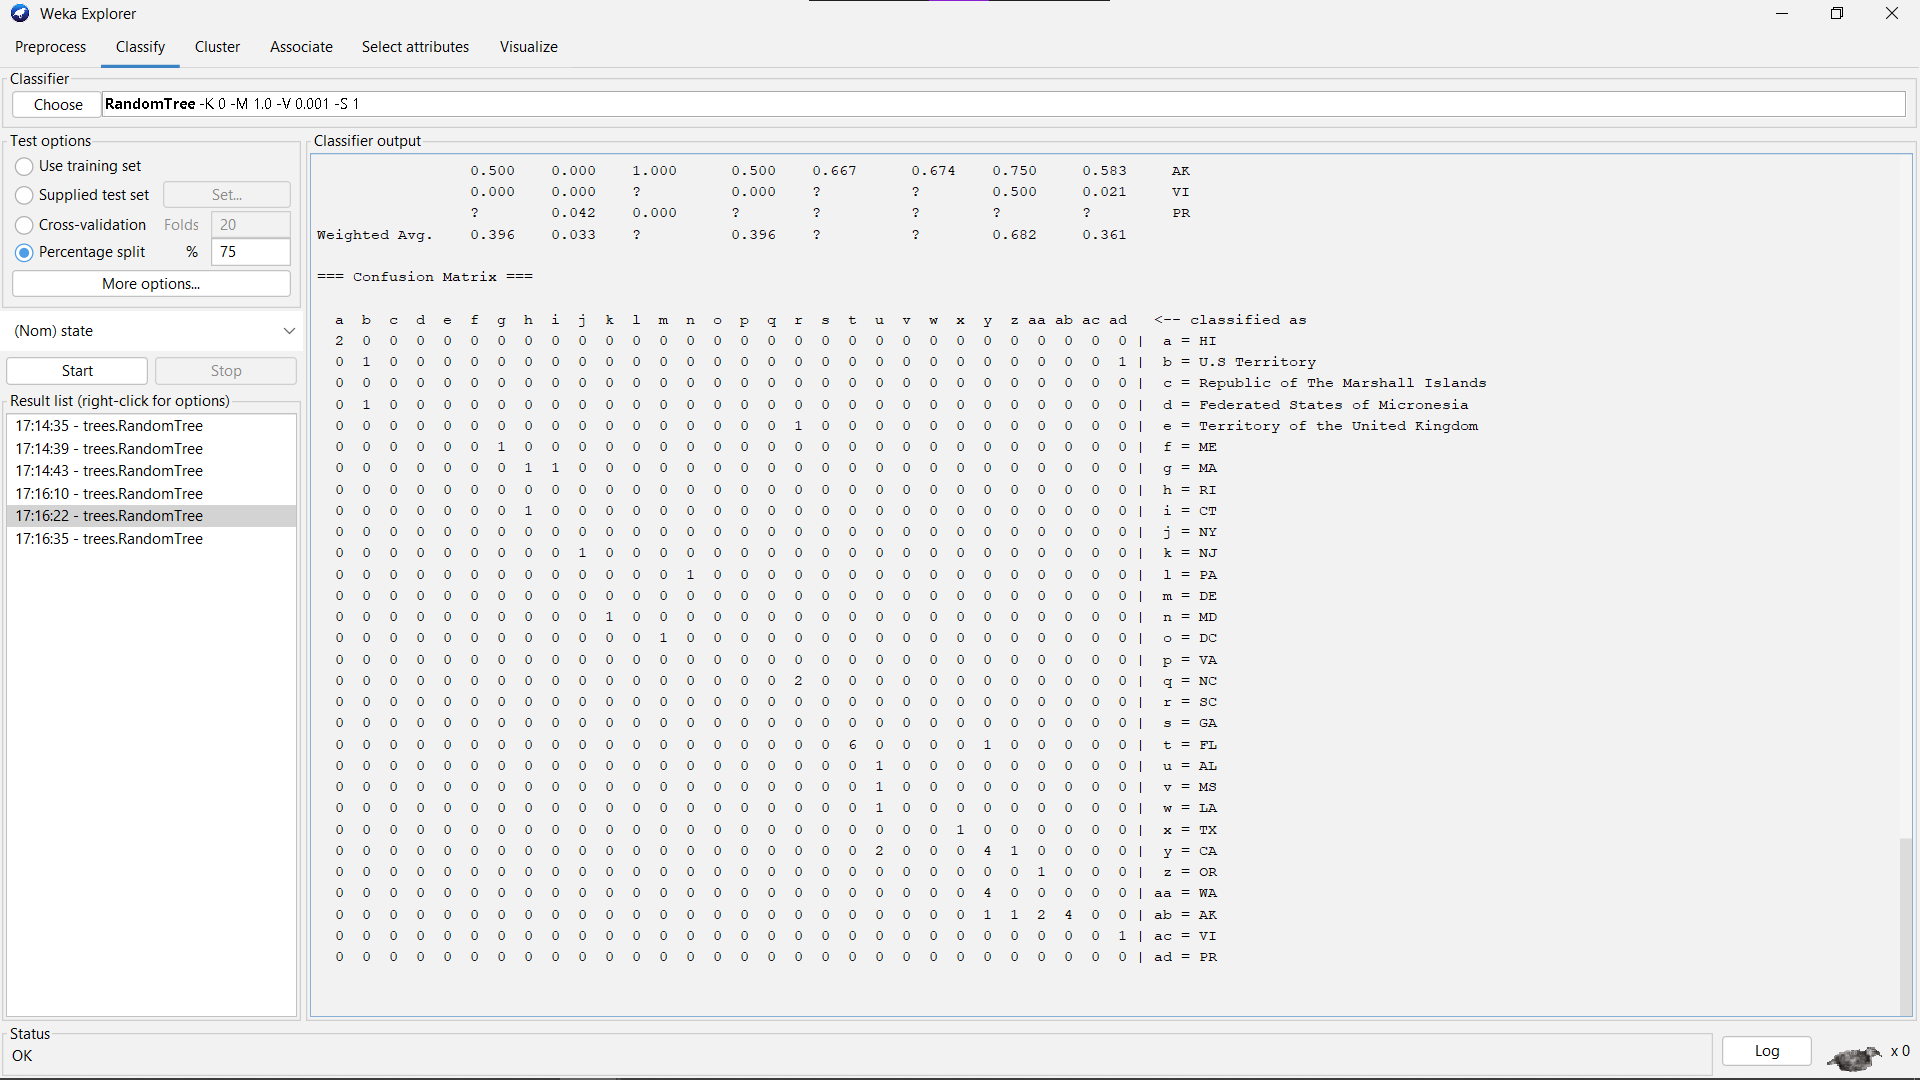 Weka Explorer
Preprocess Classify Cluster Associate Select attributes Visualize
Classifier
Choose RandomTree -K 0 -M 1.0 -V 0.001 -S 1
Test options
Use training set
Supplied test set Set...
Cross-validation Folds 20
Percentage split % 75
More options...
(Nom) state
Start Stop
Result list (right-click for options)
17:14:35 - trees.RandomTree
17:14:39 - trees.RandomTree
17:14:43 - trees.RandomTree
17:16:10 - trees.RandomTree
17:16:22 - trees.RandomTree
17:16:35 - trees.RandomTree
Classifier output
0.500 0.000 1.000 0.500 0.667 0.674 0.750 0.583 AK
0.000 0.000 ? 0.000 ? ? 0.500 0.021 VI
? 0.042 0.000 ? ? ? ? ? PR
Weighted Avg. 0.396 0.033 ? 0.396 ? ? 0.682 0.361
=== Confusion Matrix ===
a b c d e f g h i j k l m n o p q r s t u v w x y z aa ab ac ad <-- classified as
2 0 0 0 0 0 0 0 0 0 0 0 0 0 0 0 0 0 0 0 0 0 0 0 0 0 0 0 0 0 | a = HI
0 1 0 0 0 0 0 0 0 0 0 0 0 0 0 0 0 0 0 0 0 0 0 0 0 0 0 0 0 1 | b = U.S Territory
0 0 0 0 0 0 0 0 0 0 0 0 0 0 0 0 0 0 0 0 0 0 0 0 0 0 0 0 0 0 | c = Republic of The Marshall Islands
0 1 0 0 0 0 0 0 0 0 0 0 0 0 0 0 0 0 0 0 0 0 0 0 0 0 0 0 0 0 | d = Federated States of Micronesia
0 0 0 0 0 0 0 0 0 0 0 0 0 0 0 0 0 1 0 0 0 0 0 0 0 0 0 0 0 0 | e = Territory of the United Kingdom
0 0 0 0 0 0 1 0 0 0 0 0 0 0 0 0 0 0 0 0 0 0 0 0 0 0 0 0 0 0 | f = ME
0 0 0 0 0 0 0 1 1 0 0 0 0 0 0 0 0 0 0 0 0 0 0 0 0 0 0 0 0 0 | g = MA
0 0 0 0 0 0 0 0 0 0 0 0 0 0 0 0 0 0 0 0 0 0 0 0 0 0 0 0 0 0 | h = RI
0 0 0 0 0 0 0 1 0 0 0 0 0 0 0 0 0 0 0 0 0 0 0 0 0 0 0 0 0 0 | i = CT
0 0 0 0 0 0 0 0 0 0 0 0 0 0 0 0 0 0 0 0 0 0 0 0 0 0 0 0 0 0 | j = NY
0 0 0 0 0 0 0 0 0 1 0 0 0 0 0 0 0 0 0 0 0 0 0 0 0 0 0 0 0 0 | k = NJ
0 0 0 0 0 0 0 0 0 0 0 0 0 1 0 0 0 0 0 0 0 0 0 0 0 0 0 0 0 0 | l = PA
0 0 0 0 0 0 0 0 0 0 0 0 0 0 0 0 0 0 0 0 0 0 0 0 0 0 0 0 0 0 | m = DE
0 0 0 0 0 0 0 0 0 0 1 0 0 0 0 0 0 0 0 0 0 0 0 0 0 0 0 0 0 0 | n = MD
0 0 0 0 0 0 0 0 0 0 0 0 1 0 0 0 0 0 0 0 0 0 0 0 0 0 0 0 0 0 | o = DC
0 0 0 0 0 0 0 0 0 0 0 0 0 0 0 0 0 0 0 0 0 0 0 0 0 0 0 0 0 0 | p = VA
0 0 0 0 0 0 0 0 0 0 0 0 0 0 0 0 0 2 0 0 0 0 0 0 0 0 0 0 0 0 | q = NC
0 0 0 0 0 0 0 0 0 0 0 0 0 0 0 0 0 0 0 0 0 0 0 0 0 0 0 0 0 0 | r = SC
0 0 0 0 0 0 0 0 0 0 0 0 0 0 0 0 0 0 0 0 0 0 0 0 0 0 0 0 0 0 | s = GA
0 0 0 0 0 0 0 0 0 0 0 0 0 0 0 0 0 0 0 6 0 0 0 0 1 0 0 0 0 0 | t = FL
0 0 0 0 0 0 0 0 0 0 0 0 0 0 0 0 0 0 0 0 1 0 0 0 0 0 0 0 0 0 | u = AL
0 0 0 0 0 0 0 0 0 0 0 0 0 0 0 0 0 0 0 0 1 0 0 0 0 0 0 0 0 0 | v = MS
0 0 0 0 0 0 0 0 0 0 0 0 0 0 0 0 0 0 0 0 1 0 0 0 0 0 0 0 0 0 | w = LA
0 0 0 0 0 0 0 0 0 0 0 0 0 0 0 0 0 0 0 0 0 0 0 1 0 0 0 0 0 0 | x = TX
0 0 0 0 0 0 0 0 0 0 0 0 0 0 0 0 0 0 0 0 2 0 0 0 4 1 0 0 0 0 | y = CA
0 0 0 0 0 0 0 0 0 0 0 0 0 0 0 0 0 0 0 0 0 0 0 0 0 0 1 0 0 0 | z = OR
0 0 0 0 0 0 0 0 0 0 0 0 0 0 0 0 0 0 0 0 0 0 0 0 4 0 0 0 0 0 | aa = WA
0 0 0 0 0 0 0 0 0 0 0 0 0 0 0 0 0 0 0 0 0 0 0 0 1 1 2 4 0 0 | ab = AK
0 0 0 0 0 0 0 0 0 0 0 0 0 0 0 0 0 0 0 0 0 0 0 0 0 0 0 0 0 1 | ac = VI
0 0 0 0 0 0 0 0 0 0 0 0 0 0 0 0 0 0 0 0 0 0 0 0 0 0 0 0 0 0 | ad = PR
Status
OK
Log
x 0